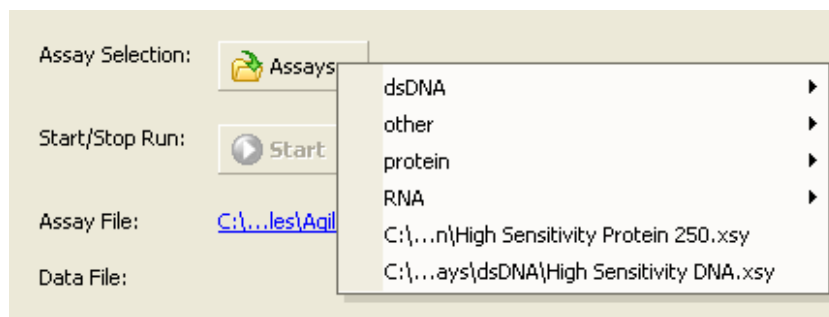 Assay Selection:
Assays
dsDNA
other
Start/Stop Run:
Start
protein
RNA
Assay File:
C:\...les\Agil
C:\...n\High Sensitivity Protein 250.xsy
Data File:
C:\...ays\dsDNA\High Sensitivity DNA.xsy